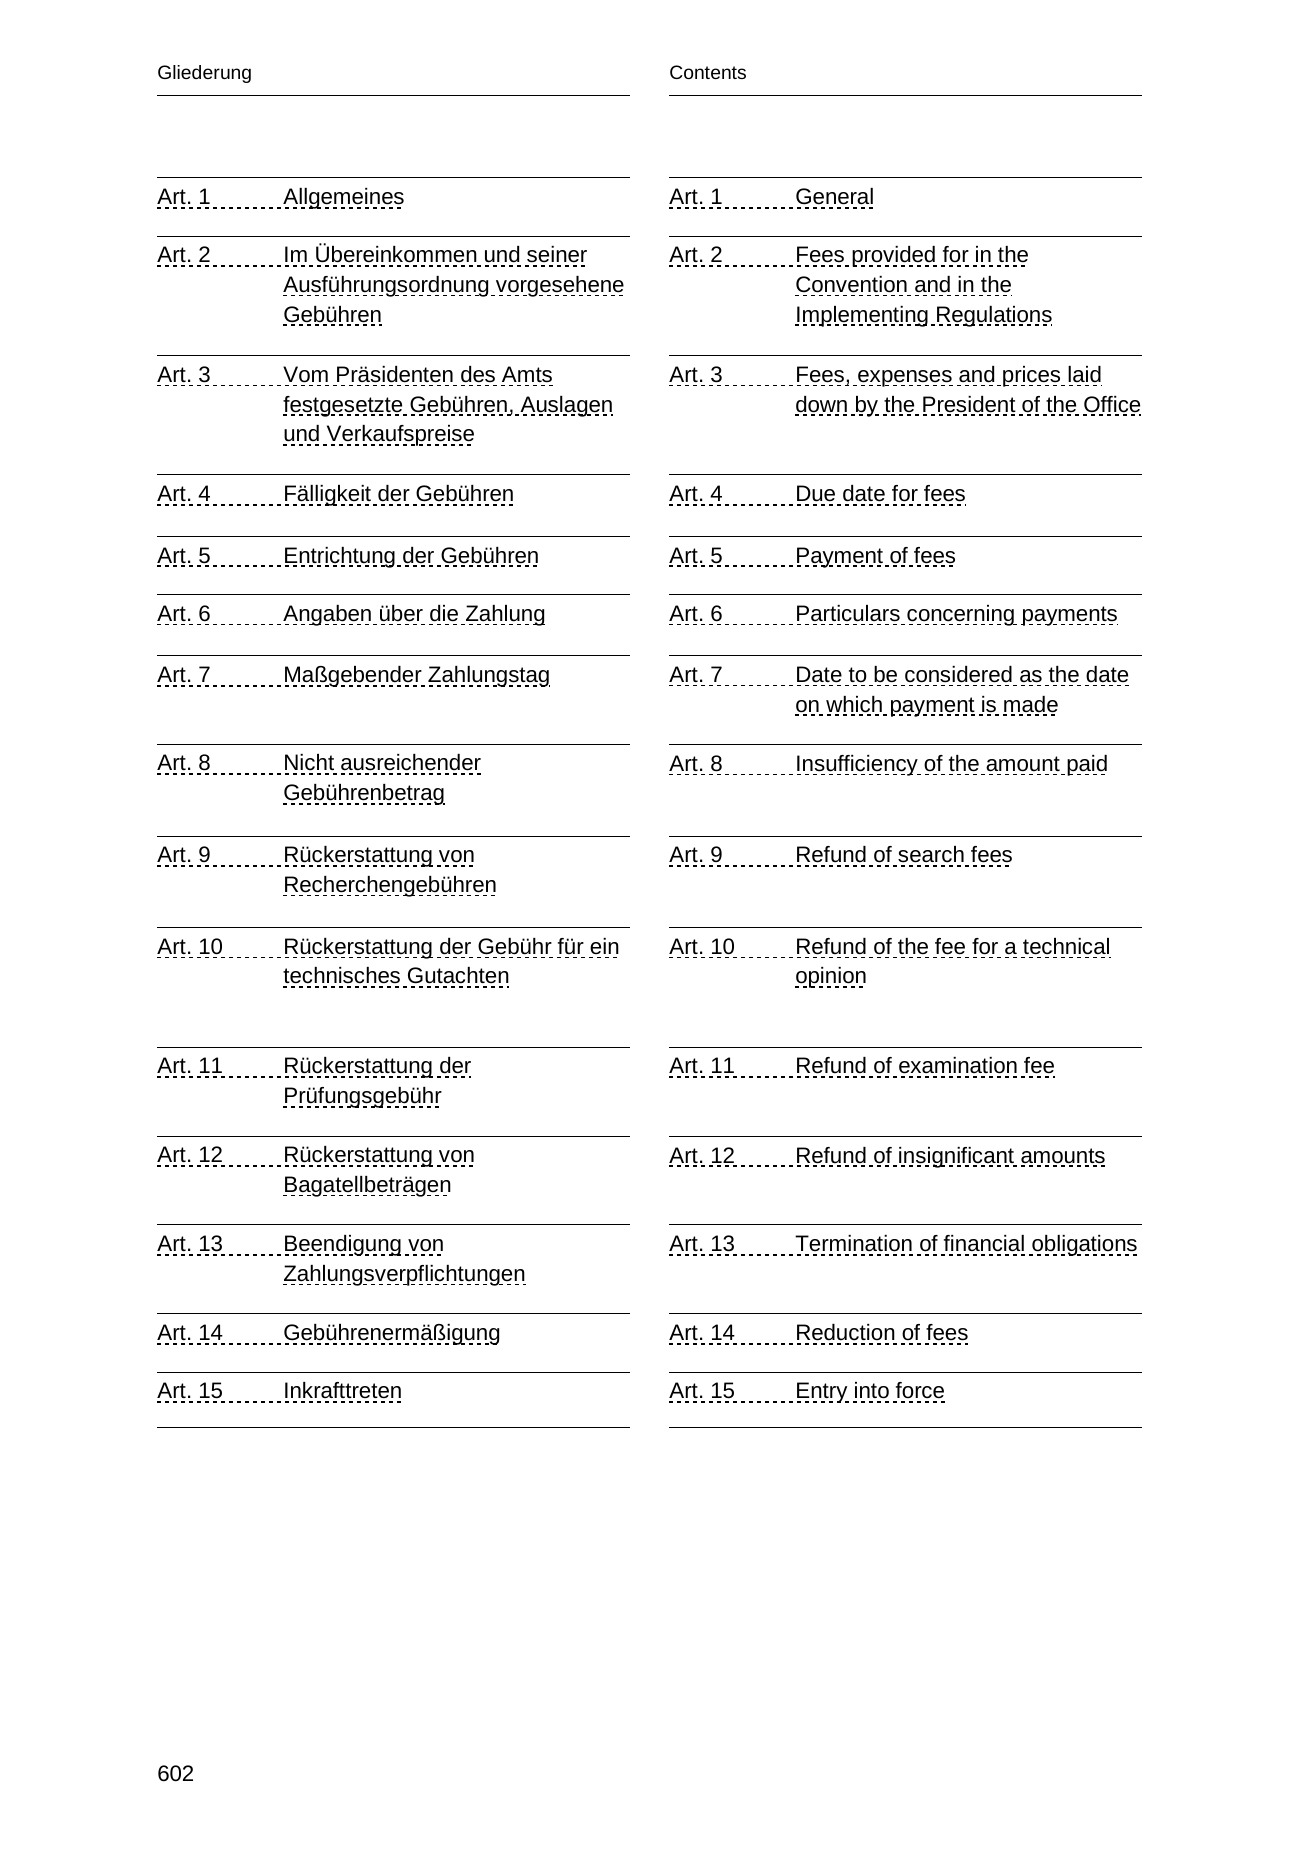 Gliederung
Art. 1 Allgemeines
Art. 2 Im Übereinkommen und seiner
Ausführungsordnung vorgesehene
Gebühren
Art. 3 Vom Präsidenten des Amts
festgesetzte Gebühren, Auslagen
und Verkaufspreise
Art. 4 Fälligkeit der Gebühren
Art. 5 Entrichtung der Gebühren
Art. 6 Angaben über die Zahlung
Art. 7 Maßgebender Zahlungstag
Art. 8 Nicht ausreichender
Gebührenbetrag
Art. 9 Rückerstattung von
Recherchengebühren
Art. 10 Rückerstattung der Gebühr für ein
technisches Gutachten
Art. 11 Rückerstattung der
Prüfungsgebühr
Art. 12 Rückerstattung von
Bagatellbeträgen
Art. 13 Beendigung von
Zahlungsverpflichtungen
Art. 14 Gebührenermäßigung
Art. 15 Inkrafttreten
Contents
Art. 1 General
Art. 2 Fees provided for in the
Convention and in the
Implementing Regulations
Art. 3 Fees, expenses and prices laid
down by the President of the Office
Art. 4 Due date for fees
Art. 5 Payment of fees
Art. 6 Particulars concerning payments
Art. 7 Date to be considered as the date
on which payment is made
Art. 8 Insufficiency of the amount paid
Art. 9 Refund of search fees
Art. 10 Refund of the fee for a technical
opinion
Art. 11 Refund of examination fee
Art. 12 Refund of insignificant amounts
Art. 13 Termination of financial obligations
Art. 14 Reduction of fees
Art. 15 Entry into force
602